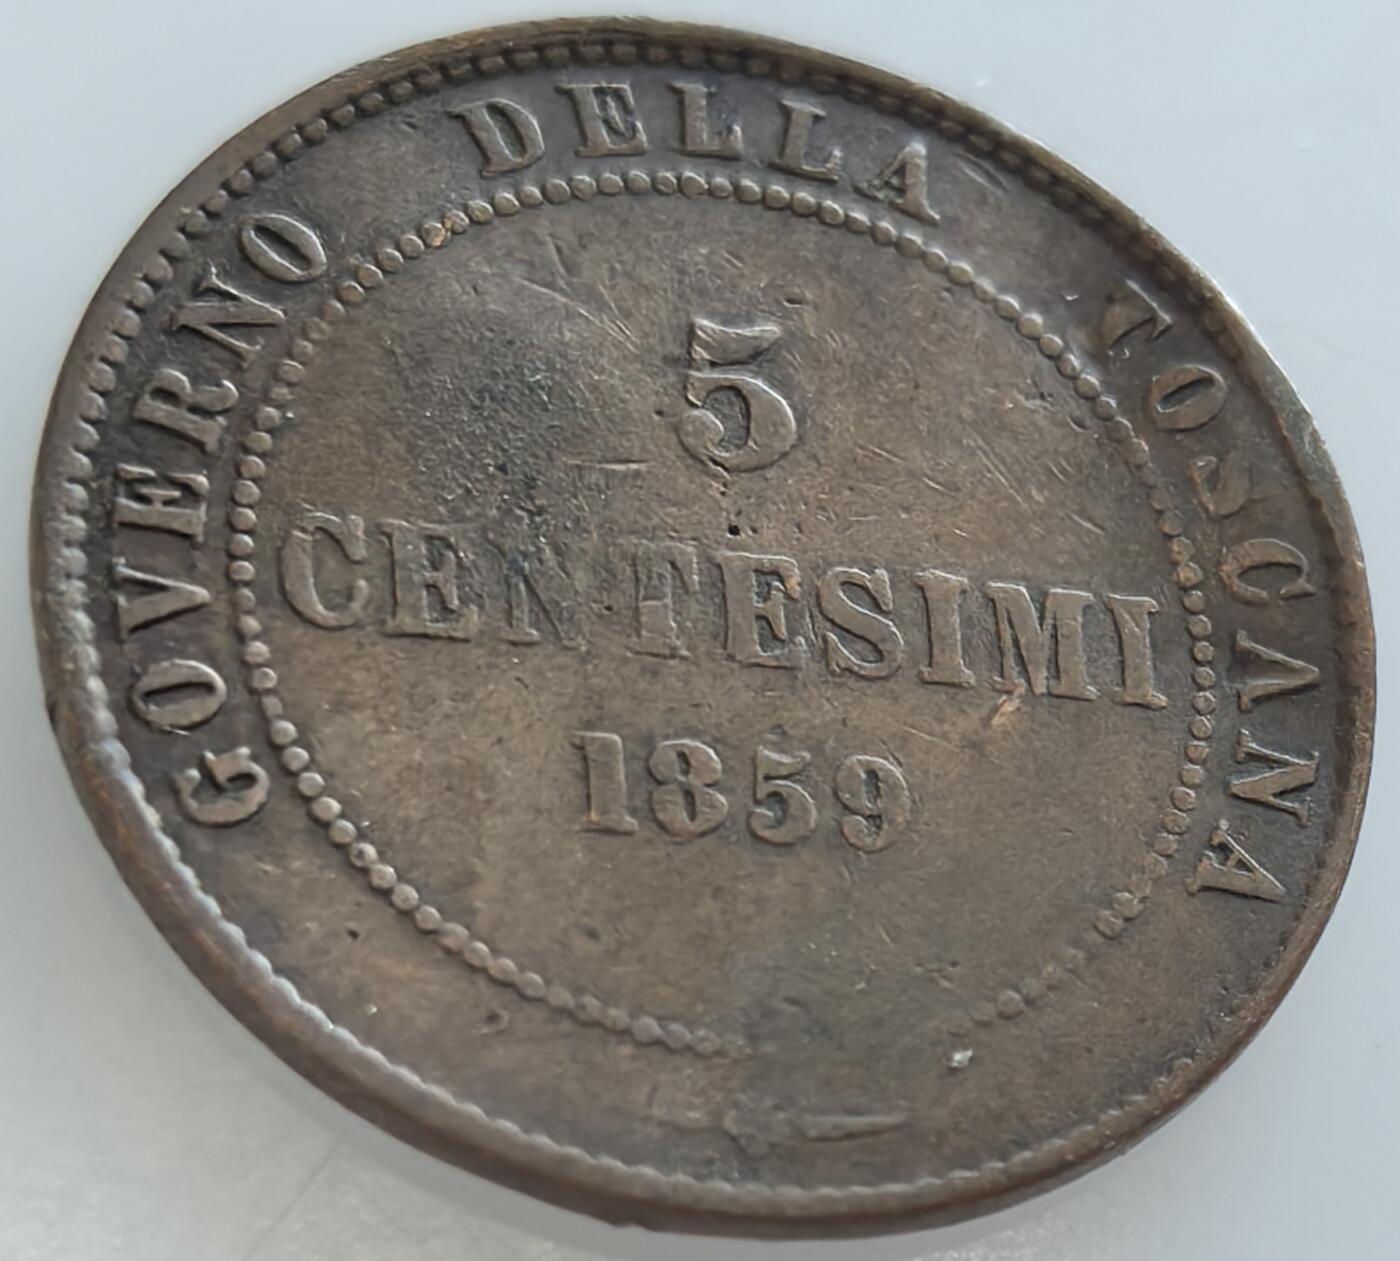 GOVERNO DELLA TOSCANA
5
CENTESIMI
1859